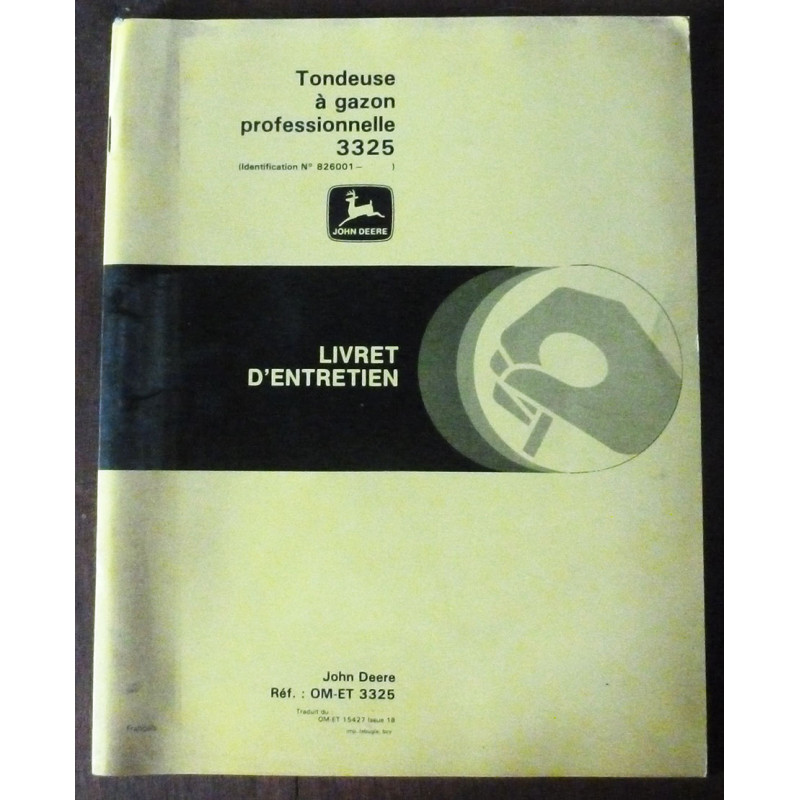 Tondeuse
à gazon
professionnelle
3325
(Identification N° 826001 –      )
JOHN DEERE
LIVRET
D'ENTRETIEN
John Deere
Réf. : OM-ET 3325
Traduit du :
OM-ET 15427 Issue 18
Français